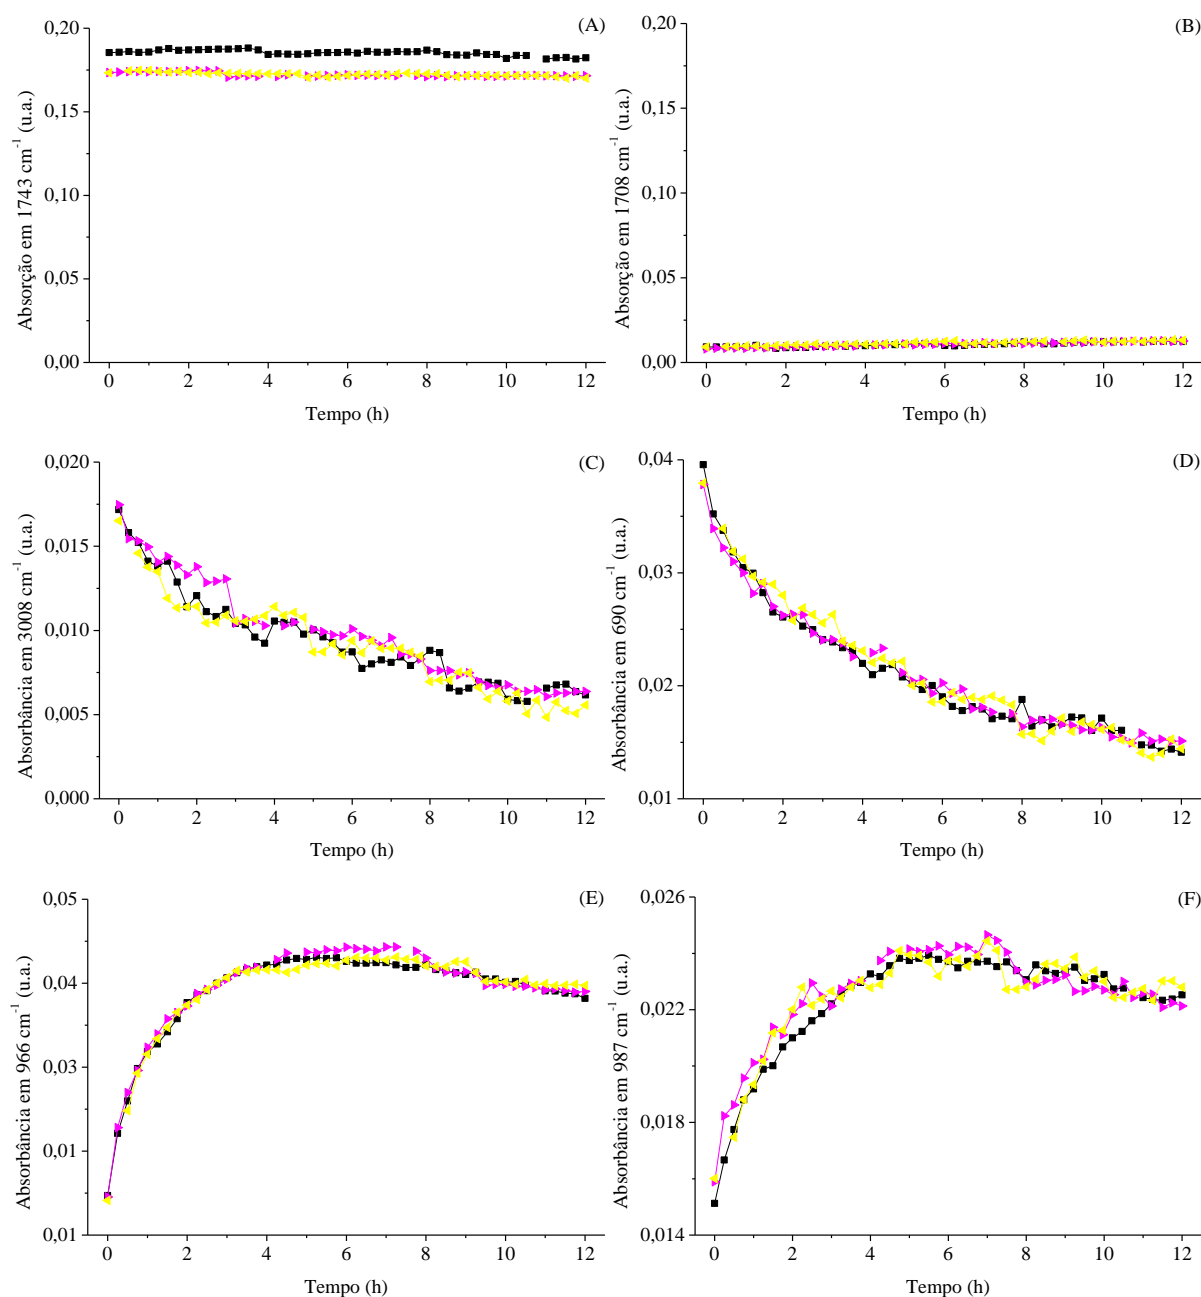 (A)
Absorção em 1743 cm⁻¹ (u.a.)
0,20
0,15
0,10
0,05
0,00
0 2 4 6 8 10 12
Tempo (h)
(B)
Absorção em 1708 cm⁻¹ (u.a.)
0,20
0,15
0,10
0,05
0,00
0 2 4 6 8 10 12
Tempo (h)
(C)
Absorbância em 3008 cm⁻¹ (u.a.)
0,020
0,015
0,010
0,005
0,000
0 2 4 6 8 10 12
Tempo (h)
(D)
Absorbância em 690 cm⁻¹ (u.a.)
0,04
0,03
0,02
0,01
0 2 4 6 8 10 12
Tempo (h)
(E)
Absorbância em 966 cm⁻¹ (u.a.)
0,05
0,04
0,03
0,01
0,01
0 2 4 6 8 10 12
Tempo (h)
(F)
Absorbância em 987 cm⁻¹ (u.a.)
0,026
0,022
0,018
0,014
0 2 4 6 8 10 12
Tempo (h)